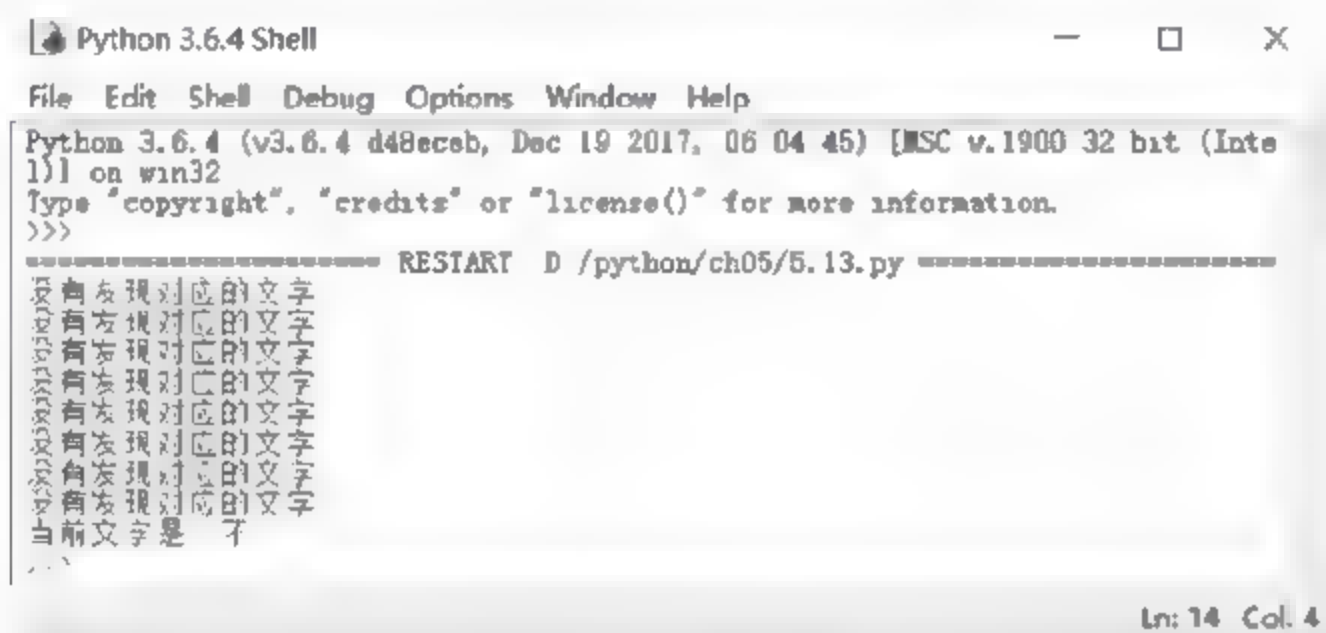 Python 3.6.4 Shell
File Edit Shell Debug Options Window Help
Python 3.6.4 (v3.6.4 d48eceb, Dec 19 2017, 06 04 45) [MSC v.1900 32 bit (Inte
l)] on win32
Type "copyright", "credits" or "license()" for more information.
>>>
====================== RESTART D /python/ch05/5.13.py ======================
没有发现对应的文字
没有发现对应的文字
没有发现对应的文字
没有发现对应的文字
没有发现对应的文字
没有发现对应的文字
没有发现对应的文字
没有发现对应的文字
当前文字是
Ln: 14 Col. 4